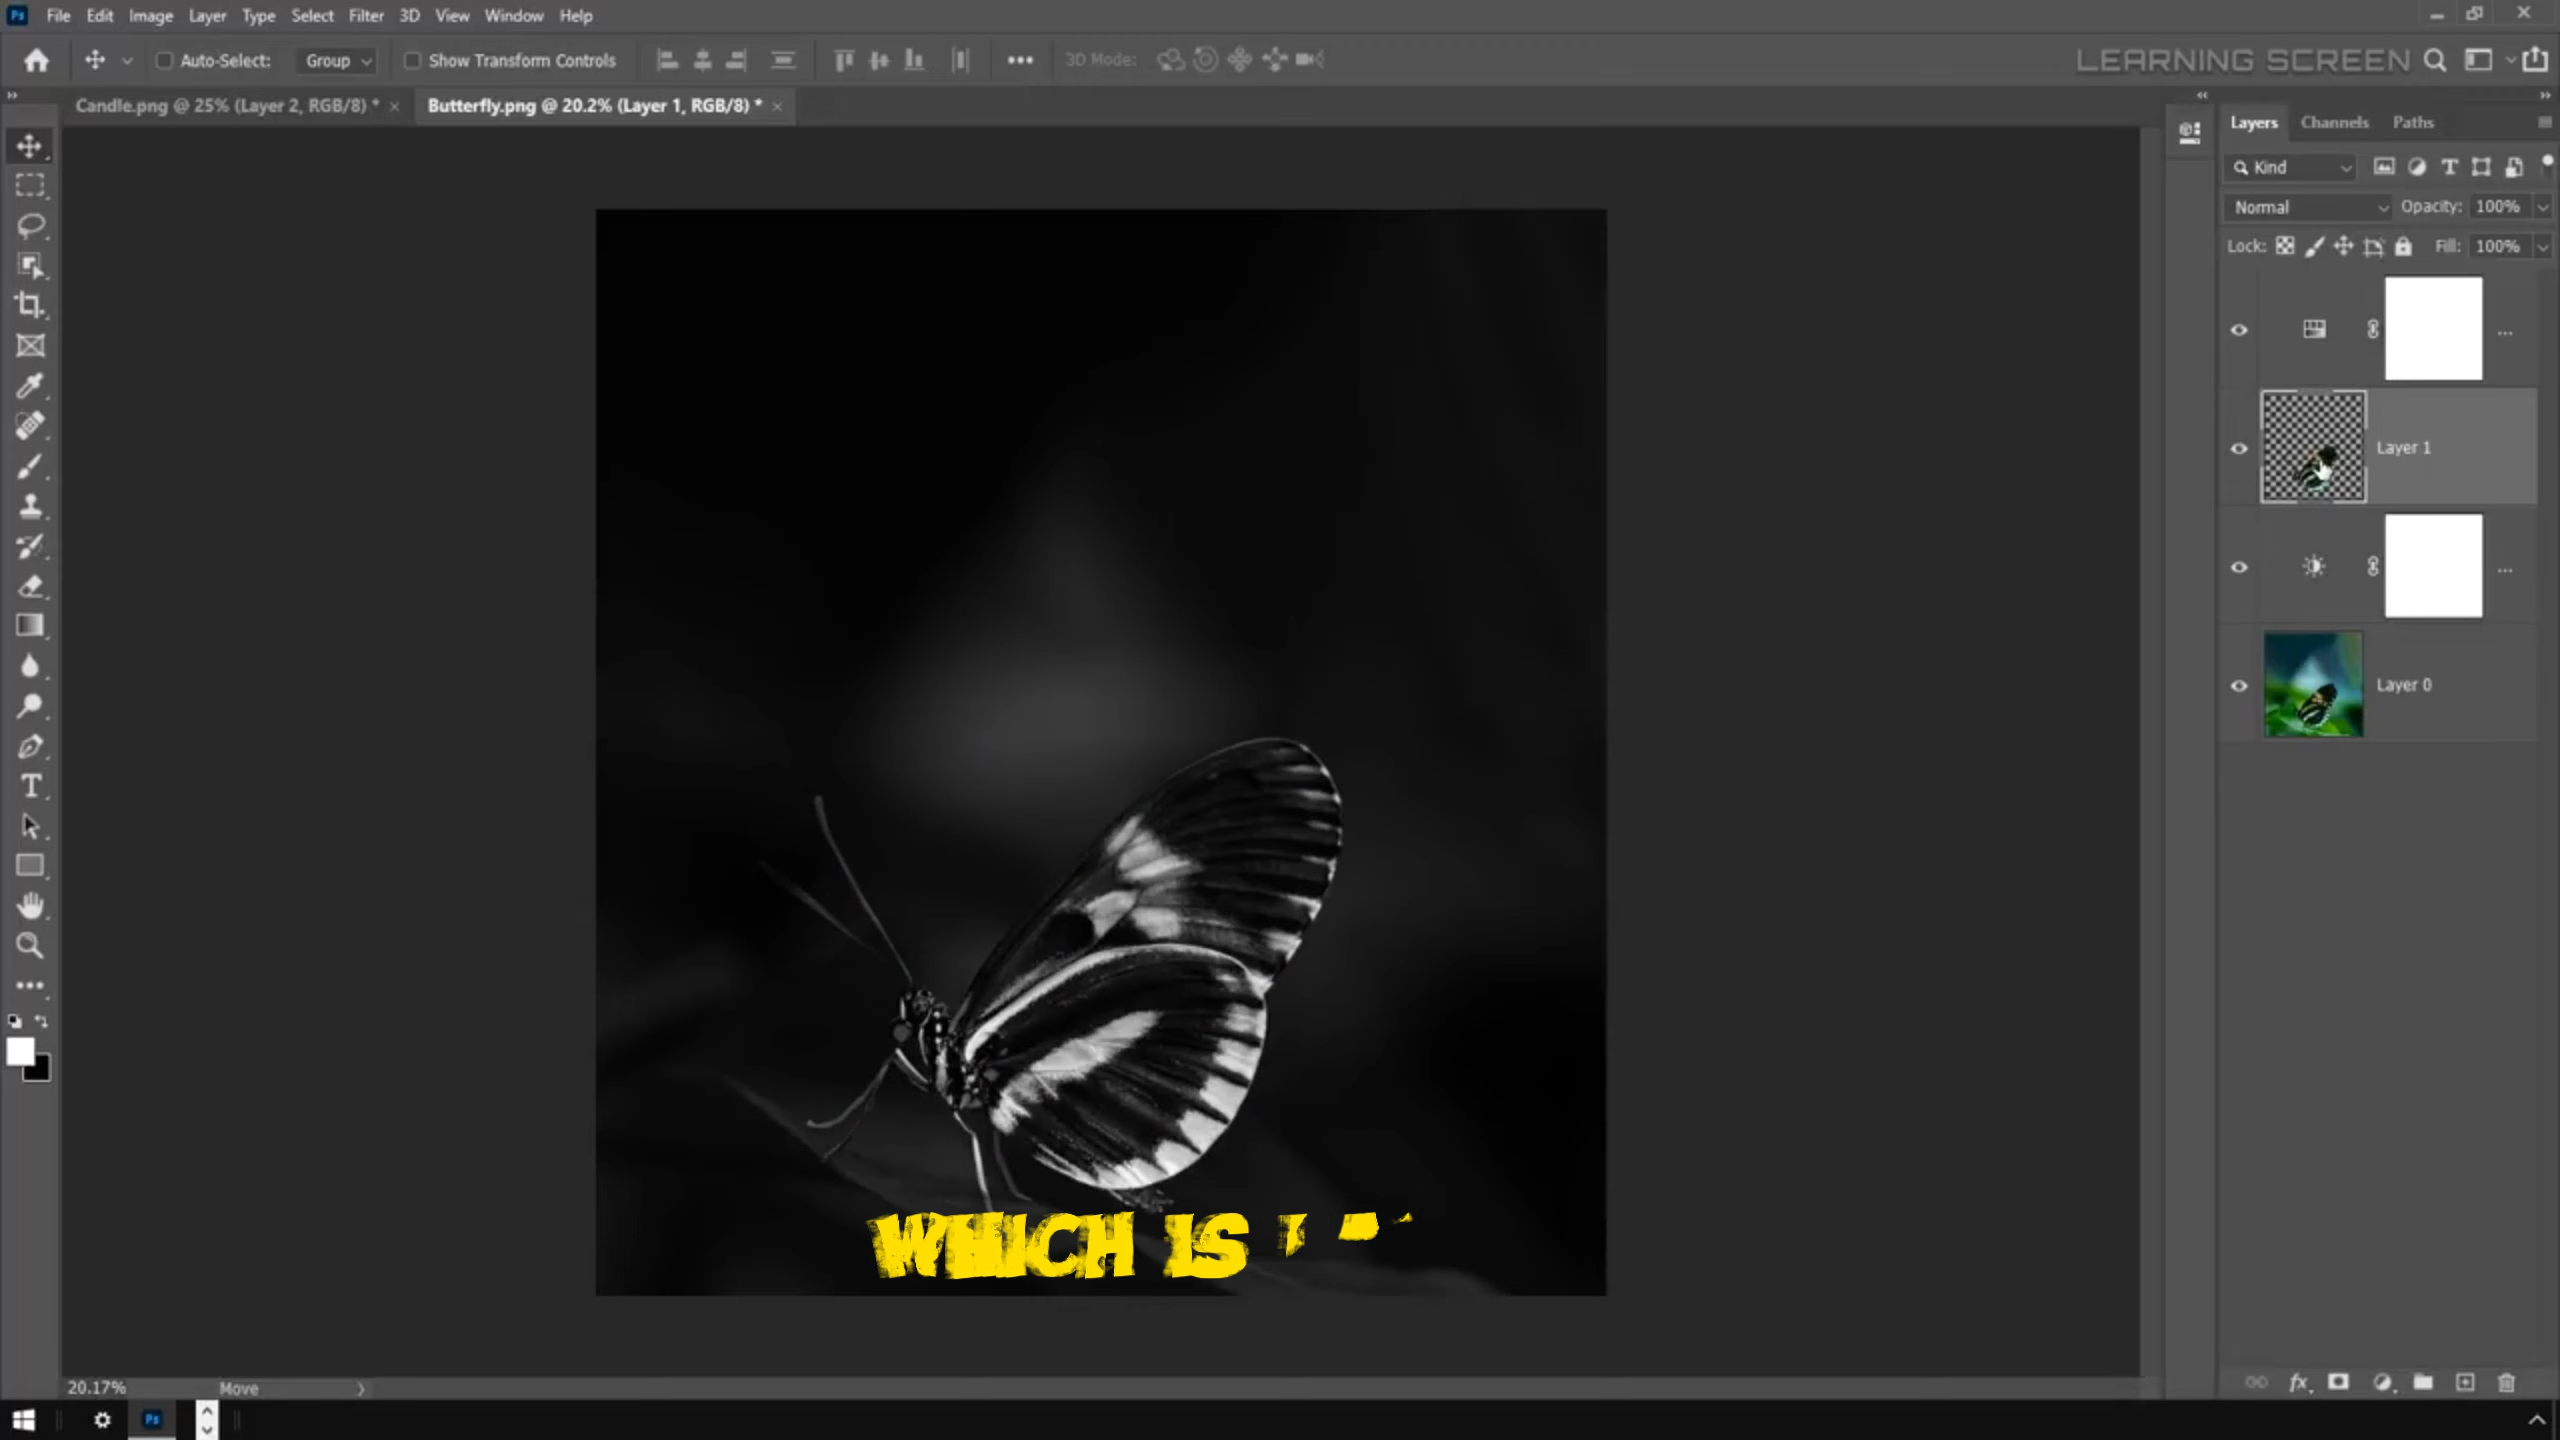 Ps File Edit Image Layer Type Select Filter 3D View Window Help
Auto-Select: Group Show Transform Controls 3D Mode: LEARNING SCREEN
Candle.png @ 25% (Layer 2, RGB/8) * × Butterfly.png @ 20.2% (Layer 1, RGB/8) * ×
Layers Channels Paths
Kind
Normal Opacity: 100%
Lock: Fill: 100%
Layer 1
Layer 0
WHICH IS
20.17% Move
Ps